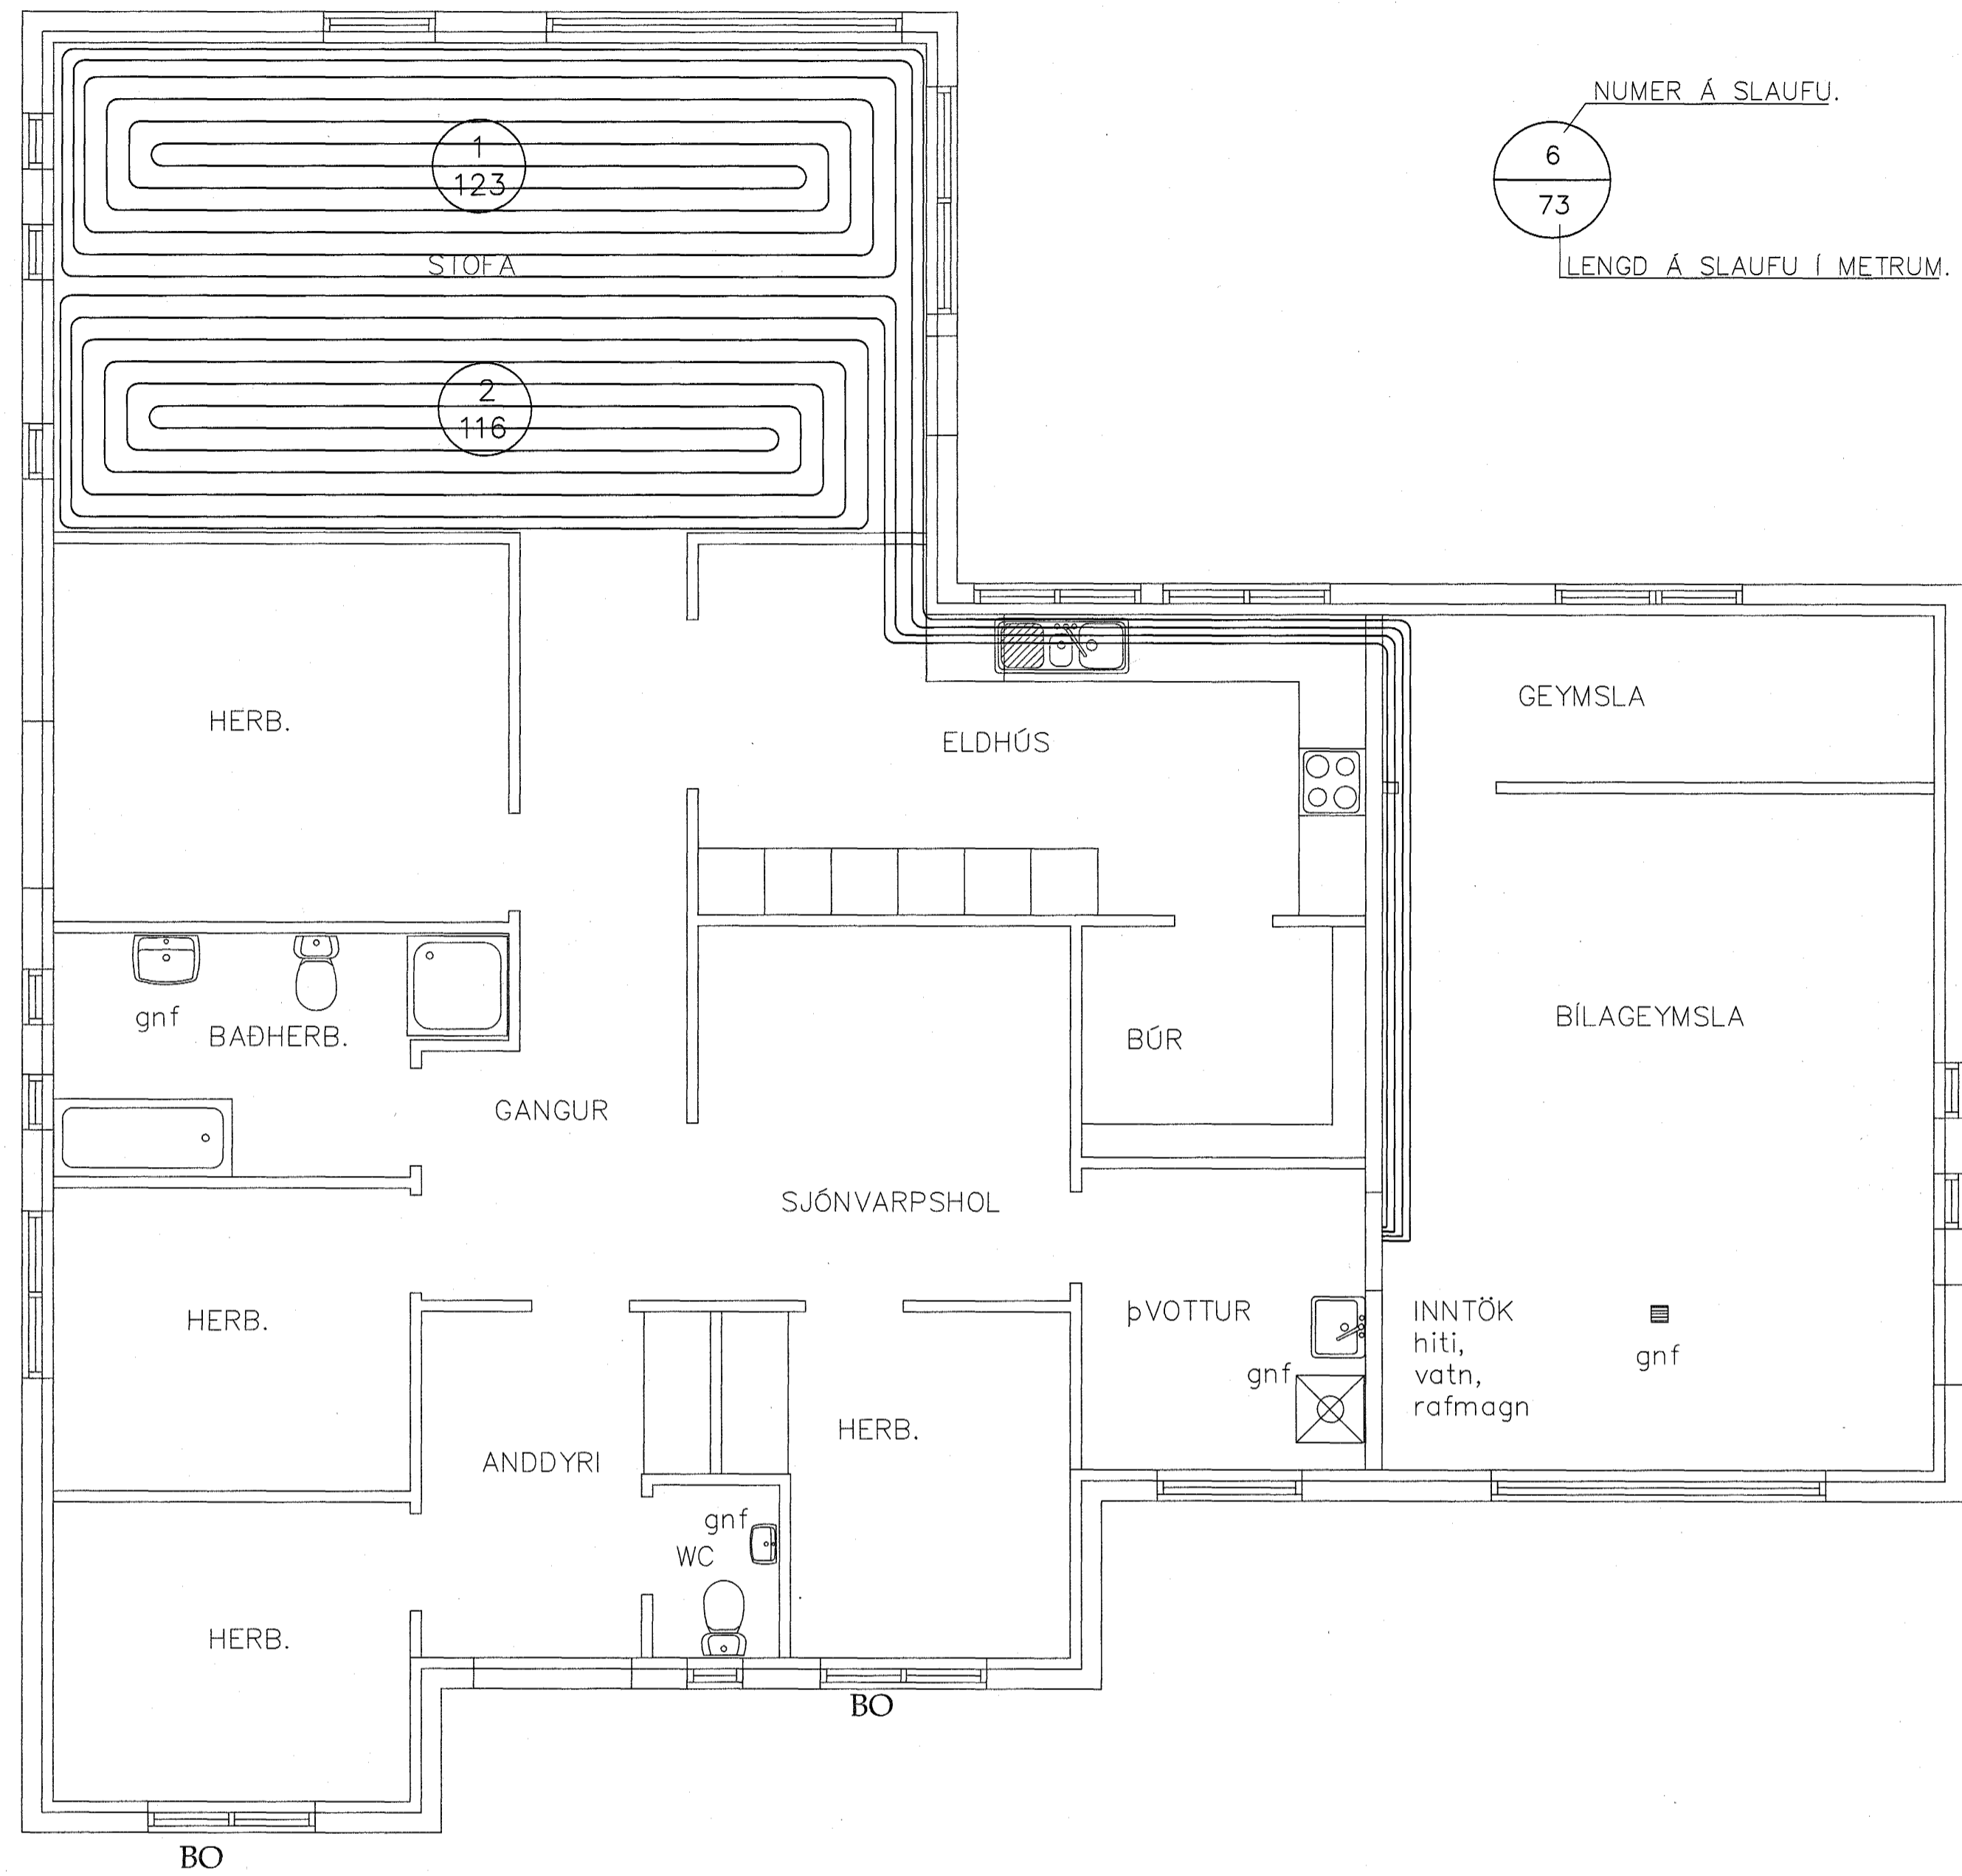 NUMER Á SLAUFU.
6
73
LENGD Á SLAUFU Í METRUM.
1
123
STOFA
2
116
HERB.
ELDHÚS
GEYMSLA
gnf
BAÐHERB.
GANGUR
BÚR
BÍLAGEYMSLA
SJÓNVARPSHOL
HERB.
ÞVOTTUR
gnf
INNTÖK
hiti,
vatn,
rafmagn
gnf
ANDDYRI
HERB.
gnf
WC
HERB.
BO
BO